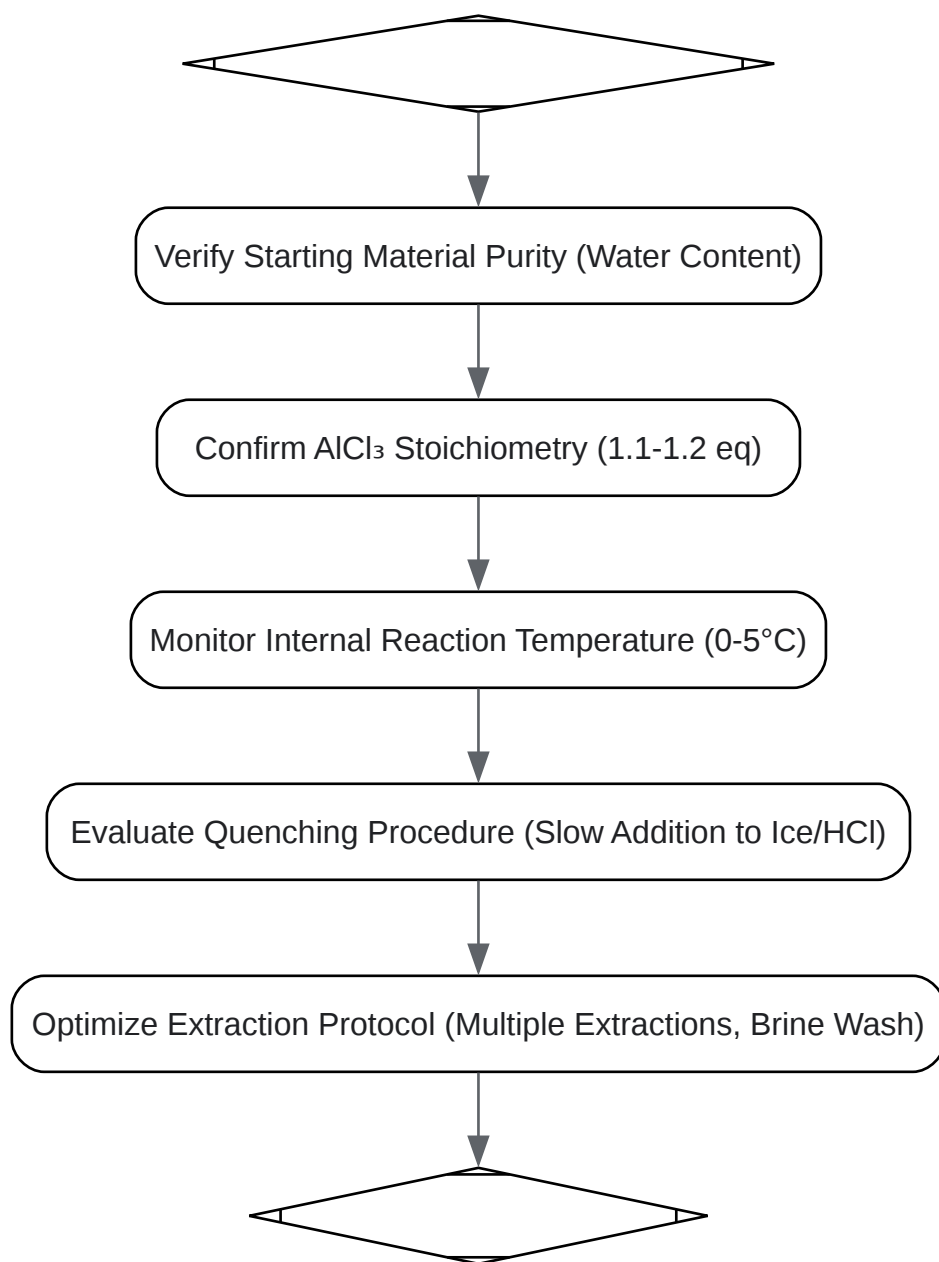 Verify Starting Material Purity (Water Content)
Confirm AlCl₃ Stoichiometry (1.1-1.2 eq)
Monitor Internal Reaction Temperature (0-5°C)
Evaluate Quenching Procedure (Slow Addition to Ice/HCl)
Optimize Extraction Protocol (Multiple Extractions, Brine Wash)